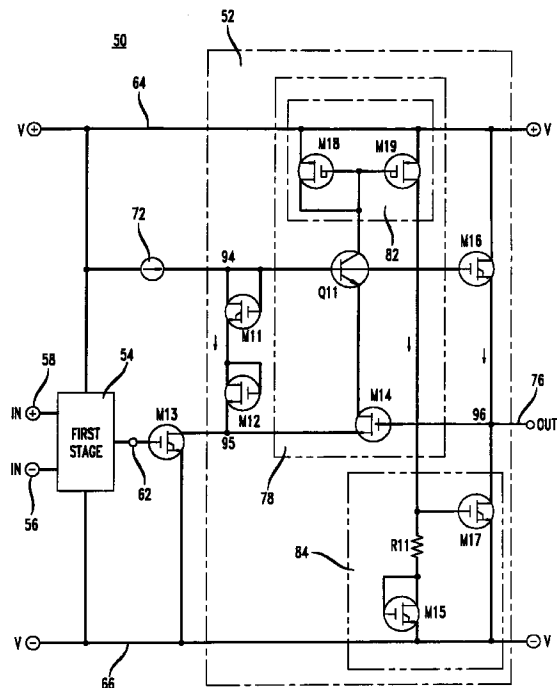 50
52
64
V +
V +
M18
M19
72
82
94
M16
Q11
M11
58
54
M12
M14
96
76
IN +
M13
OUT
FIRST
STAGE
95
IN −
62
78
56
84
R11
M17
M15
V −
V −
66